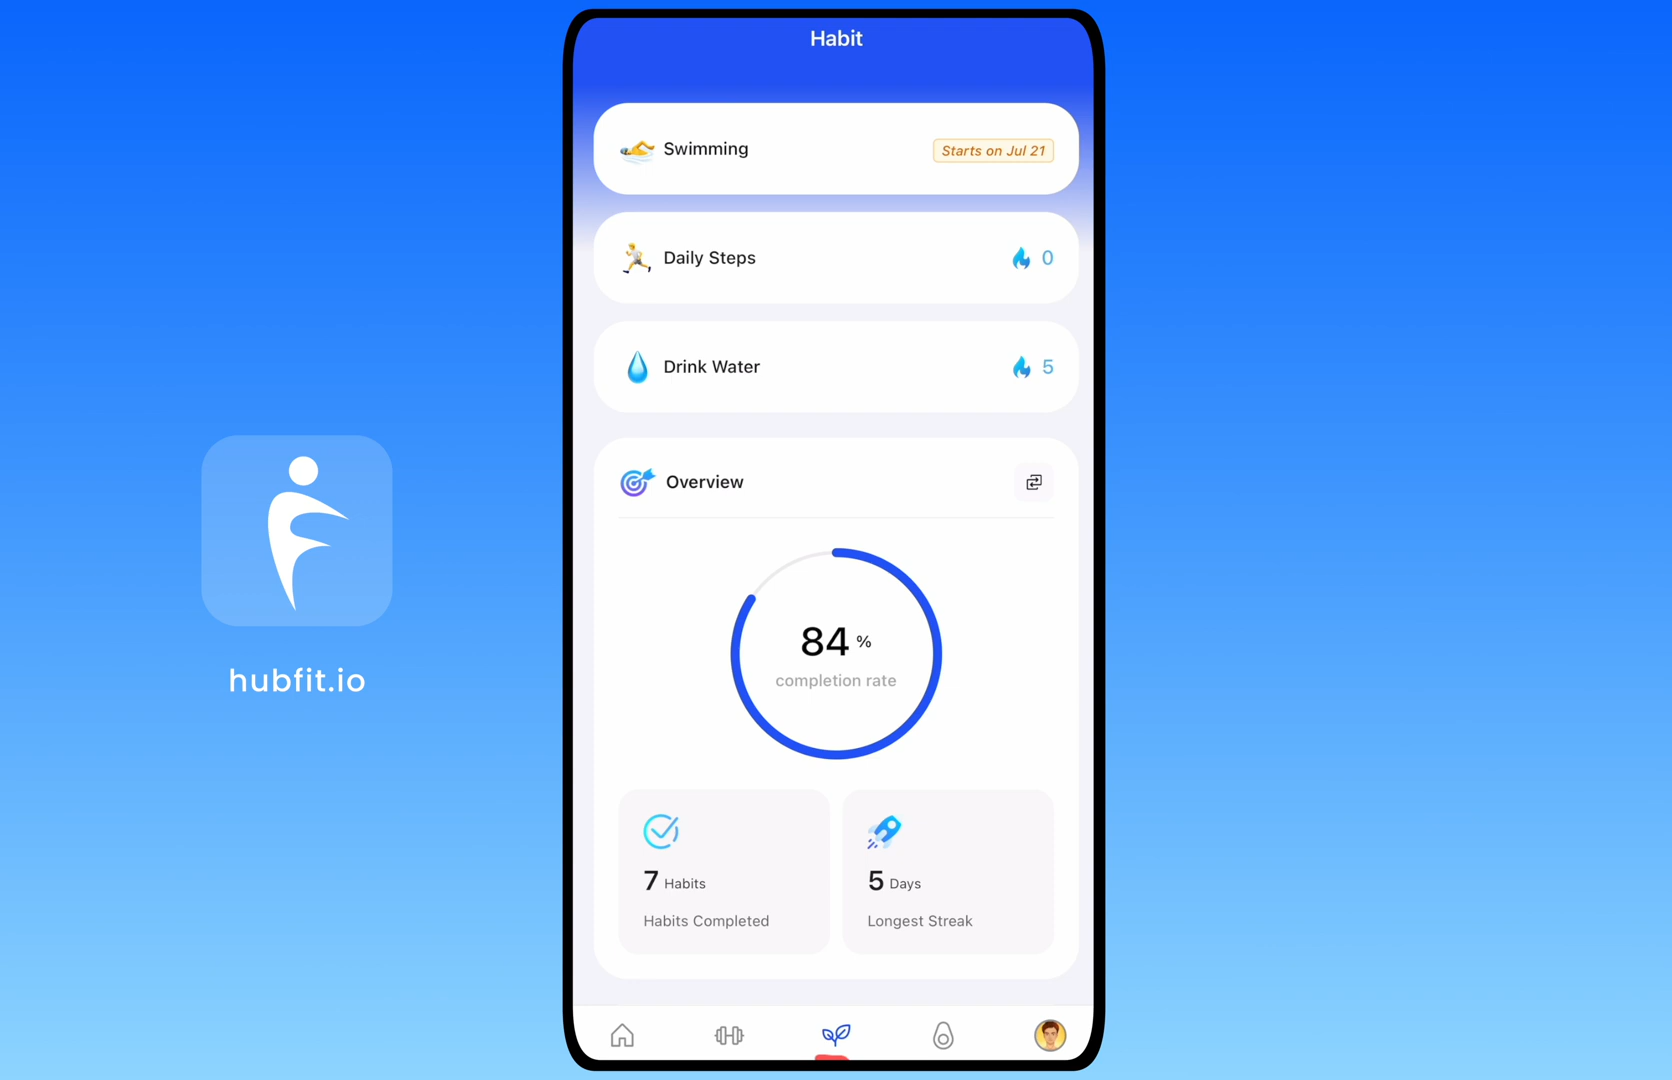 Habit
Swimming
Starts on Jul 21
Daily Steps
0
Drink Water
5
Overview
84 %
completion rate
7 Habits
Habits Completed
5 Days
Longest Streak
hubfit.io